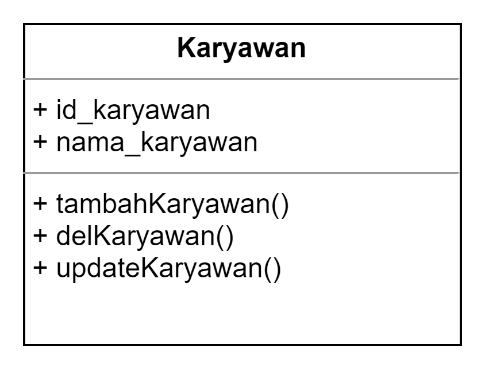 Karyawan
+ id_karyawan
+ nama_karyawan
+ tambahKaryawan()
+ delKaryawan()
+ updateKaryawan()